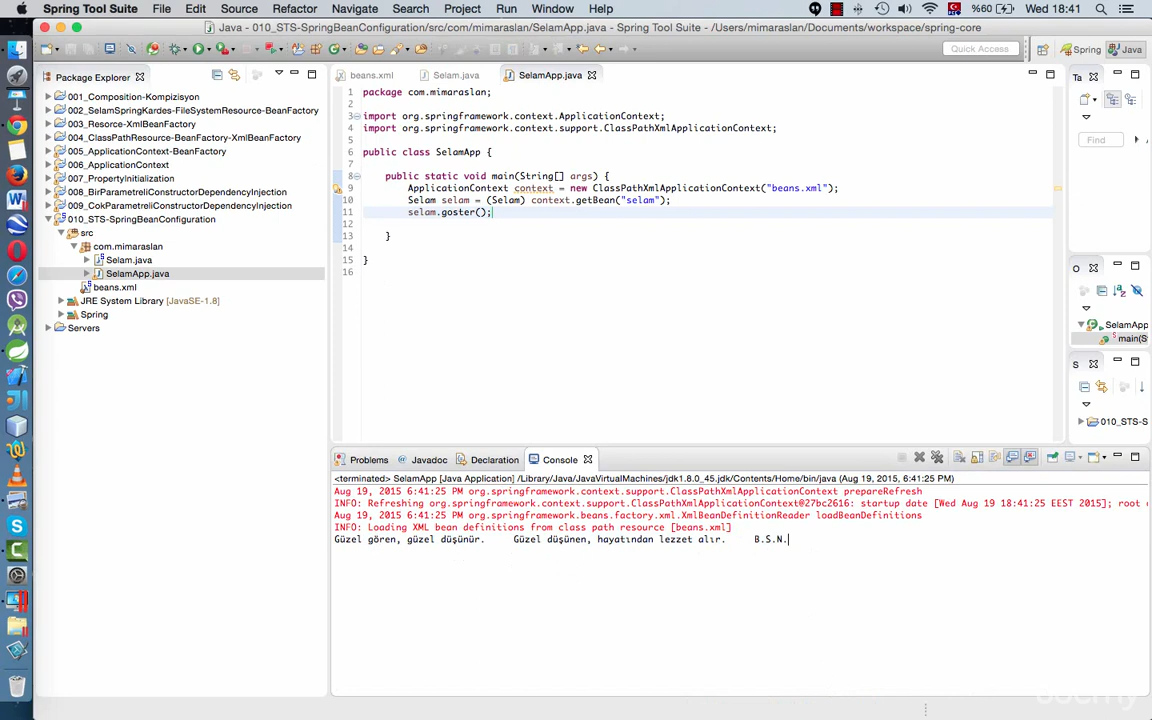 Spring Tool Suite File Edit Source Refactor Navigate Search Project Run Window Help %60 Wed 18:41
Java - 010_STS-SpringBeanConfiguration/src/com/mimaraslan/SelamApp.java - Spring Tool Suite - /Users/mimaraslan/Documents/workspace/spring-core
Quick Access Spring Java
Package Explorer
001_Composition-Kompizisyon
002_SelamSpringKardes-FileSystemResource-BeanFactory
003_Resorce-XmlBeanFactory
004_ClassPathResource-BeanFactory-XmlBeanFactory
005_ApplicationContext-BeanFactory
006_ApplicationContext
007_PropertyInitialization
008_BirParametreliConstructorDependencyInjection
009_CokParametreliConstructorDependencyInjection
010_STS-SpringBeanConfiguration
src
com.mimaraslan
Selam.java
SelamApp.java
beans.xml
JRE System Library [JavaSE-1.8]
Spring
Servers
beans.xml Selam.java SelamApp.java
1 package com.mimaraslan;
2
3 import org.springframework.context.ApplicationContext;
4 import org.springframework.context.support.ClassPathXmlApplicationContext;
5
6 public class SelamApp {
7
8 public static void main(String[] args) {
9 ApplicationContext context = new ClassPathXmlApplicationContext("beans.xml");
10 Selam selam = (Selam) context.getBean("selam");
11 selam.goster();
12
13 }
14
15 }
16
Ta
Find
O
SelamApp
main(S
S
010_STS-S
Problems Javadoc Declaration Console
<terminated> SelamApp [Java Application] /Library/Java/JavaVirtualMachines/jdk1.8.0_45.jdk/Contents/Home/bin/java (Aug 19, 2015 6:41:25 PM)
Aug 19, 2015 6:41:25 PM org.springframework.context.support.ClassPathXmlApplicationContext prepareRefresh
INFO: Refreshing org.springframework.context.support.ClassPathXmlApplicationContext@27bc2616: startup date [Wed Aug 19 18:41:25 EEST 2015]; root c
Aug 19, 2015 6:41:25 PM org.springframework.beans.factory.xml.XmlBeanDefinitionReader loadBeanDefinitions
INFO: Loading XML bean definitions from class path resource [beans.xml]
Güzel gören, güzel düşünür. Güzel düşünen, hayatından lezzet alır. B.S.N.
udemy